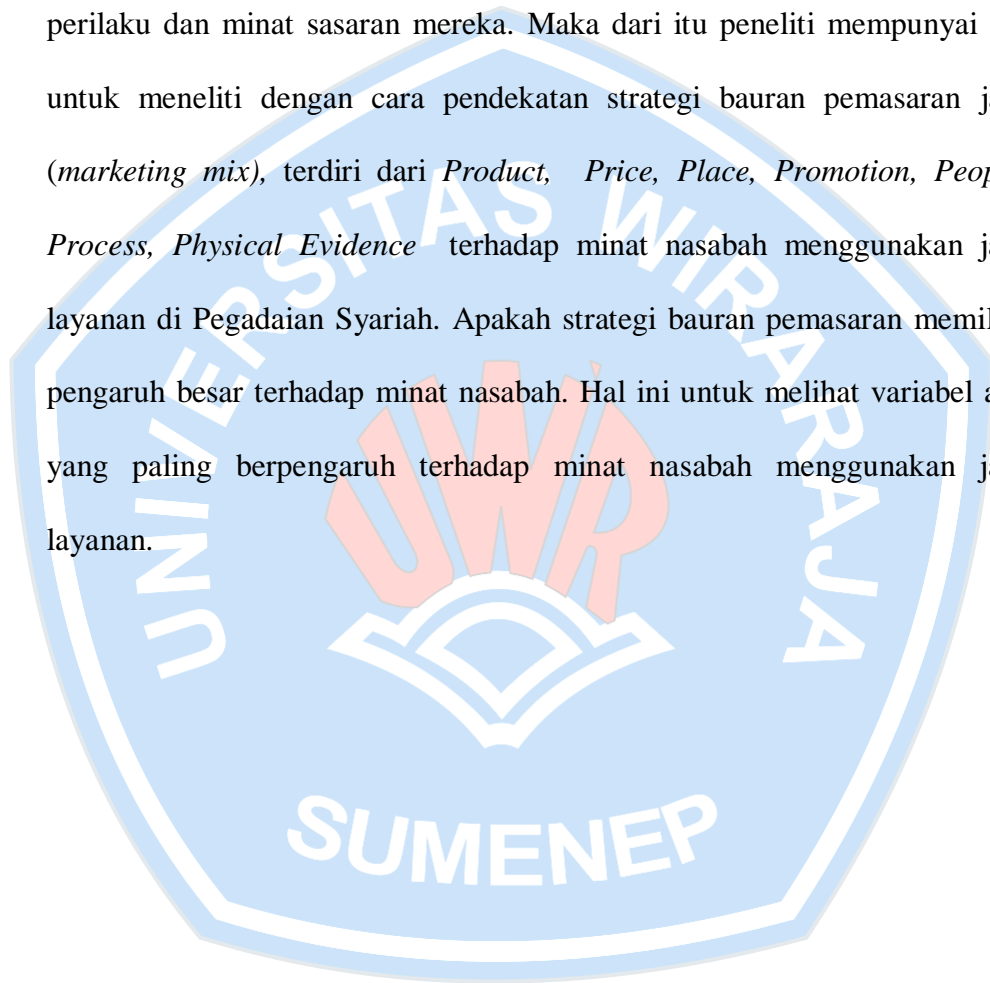 perilaku dan minat sasaran mereka. Maka dari itu peneliti mempunyai
untuk meneliti dengan cara pendekatan strategi bauran pemasaran
(marketing mix), terdiri dari Product, Price, Place, Promotion,
Process, Physical Evidence terhadap minat nasabah menggunakan
layanan di Pegadaian Syariah. Apakah strategi bauran pemasaran
pengaruh besar terhadap minat nasabah. Hal ini untuk melihat variabel
yang paling berpengaruh terhadap minat nasabah menggunakan
layanan.
UNIVERSITAS WIRARAJA
UWR
SUMENEP